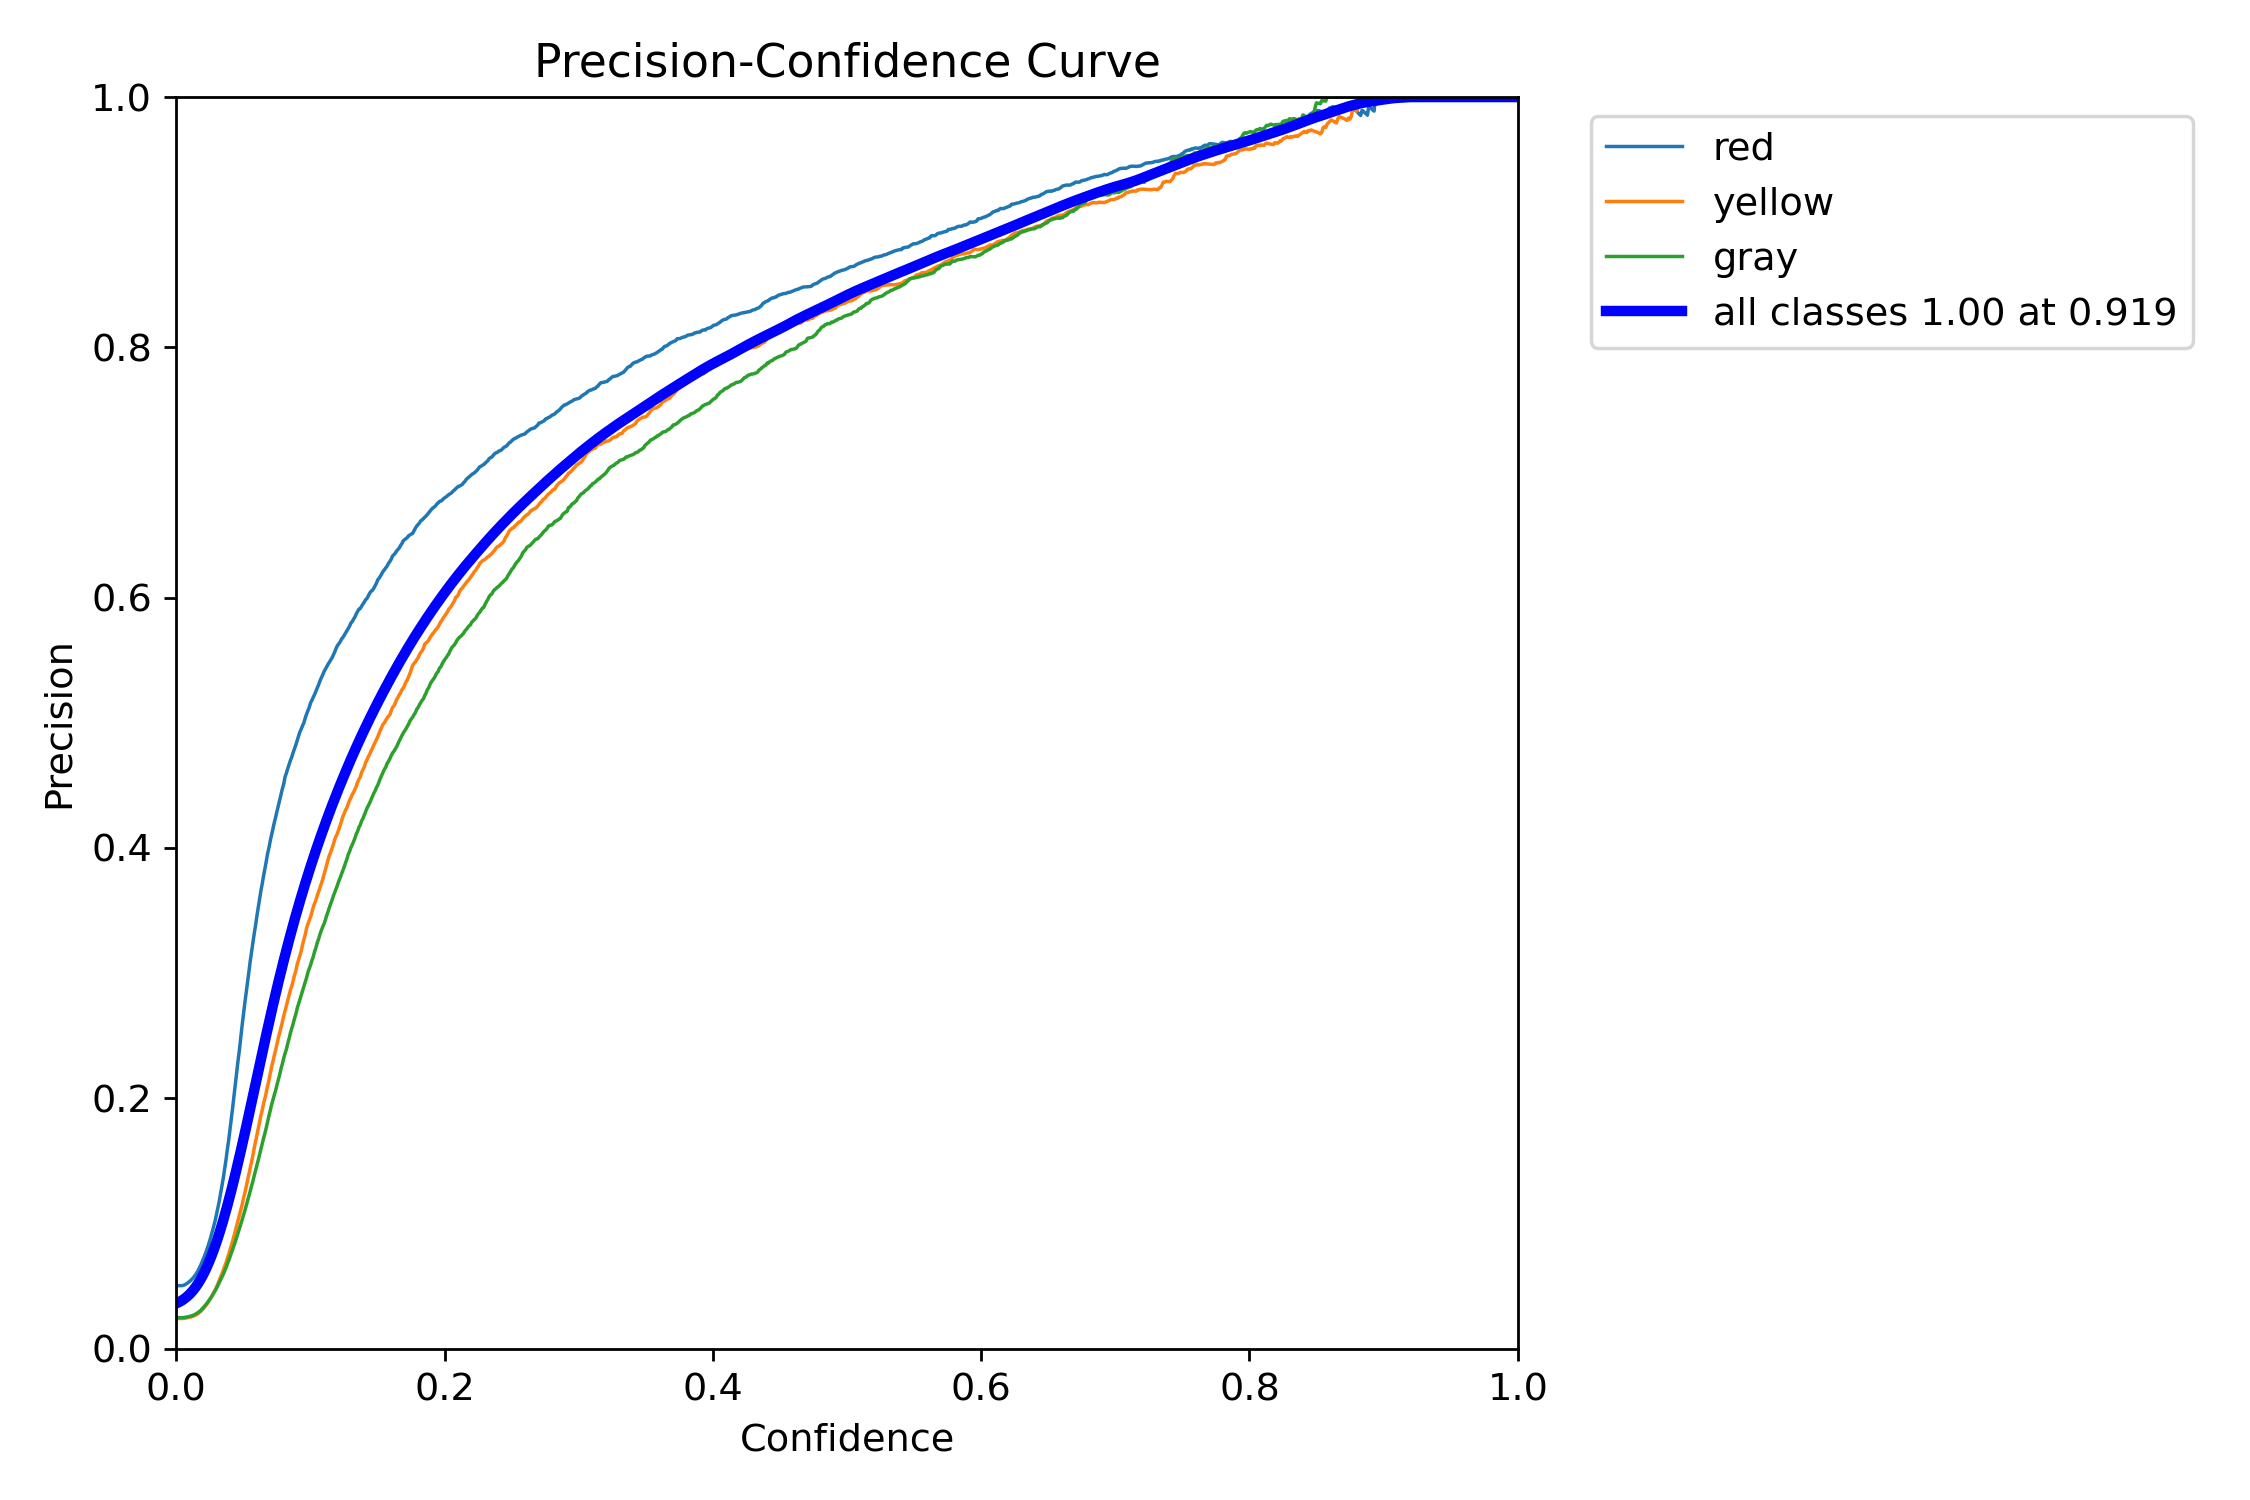 Precision-Confidence Curve
1.0
0.8
0.6
0.4
0.2
0.0
Precision
0.0 0.2 0.4 0.6 0.8 1.0
Confidence
red
yellow
gray
all classes 1.00 at 0.919